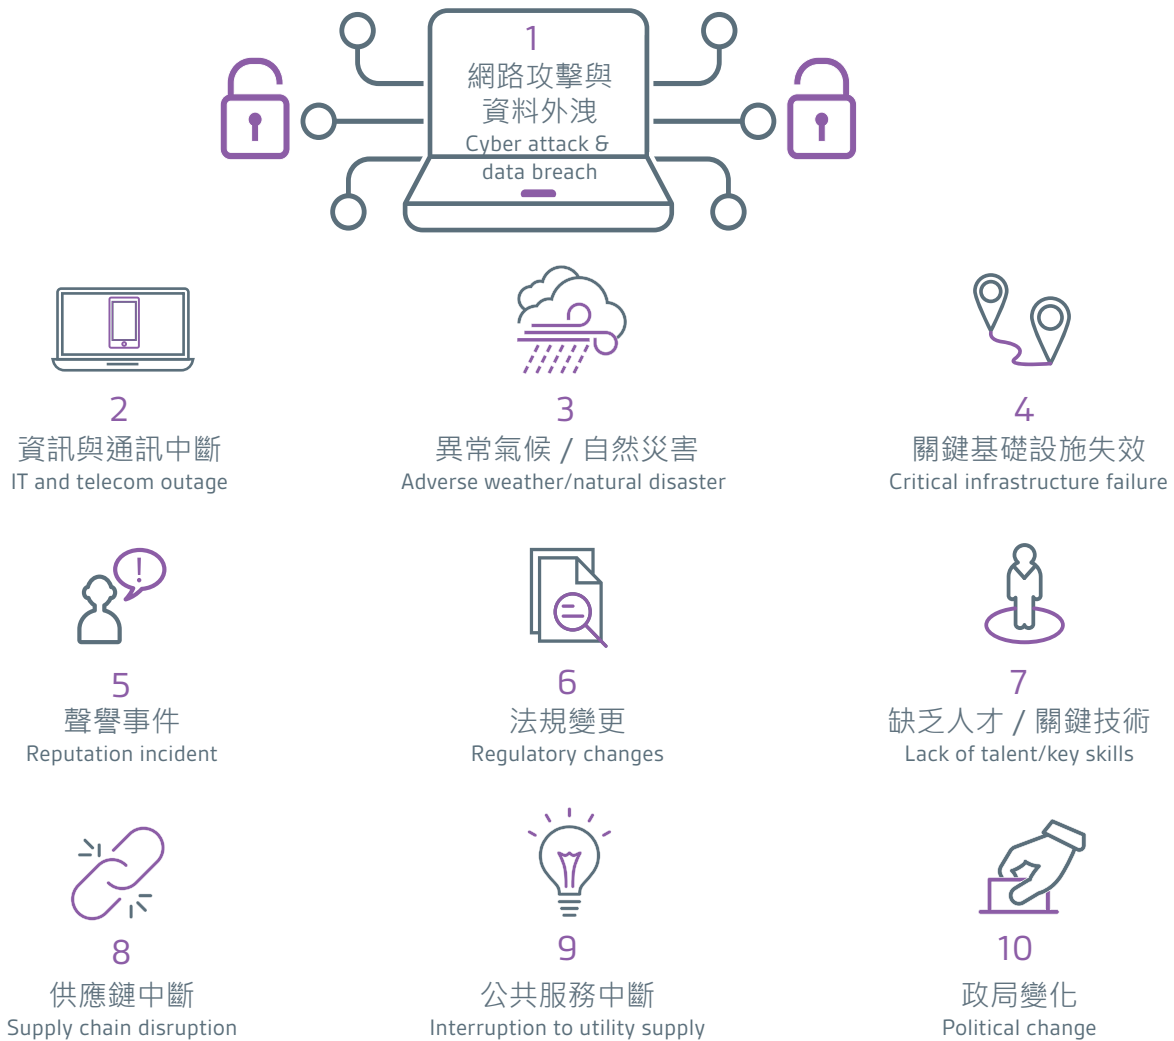 1
網路攻擊與
資料外洩
Cyber attack &
data breach
2
資訊與通訊中斷
IT and telecom outage
3
異常氣候 / 自然災害
Adverse weather/natural disaster
4
關鍵基礎設施失效
Critical infrastructure failure
5
聲譽事件
Reputation incident
6
法規變更
Regulatory changes
7
缺乏人才 / 關鍵技術
Lack of talent/key skills
8
供應鏈中斷
Supply chain disruption
9
公共服務中斷
Interruption to utility supply
10
政局變化
Political change